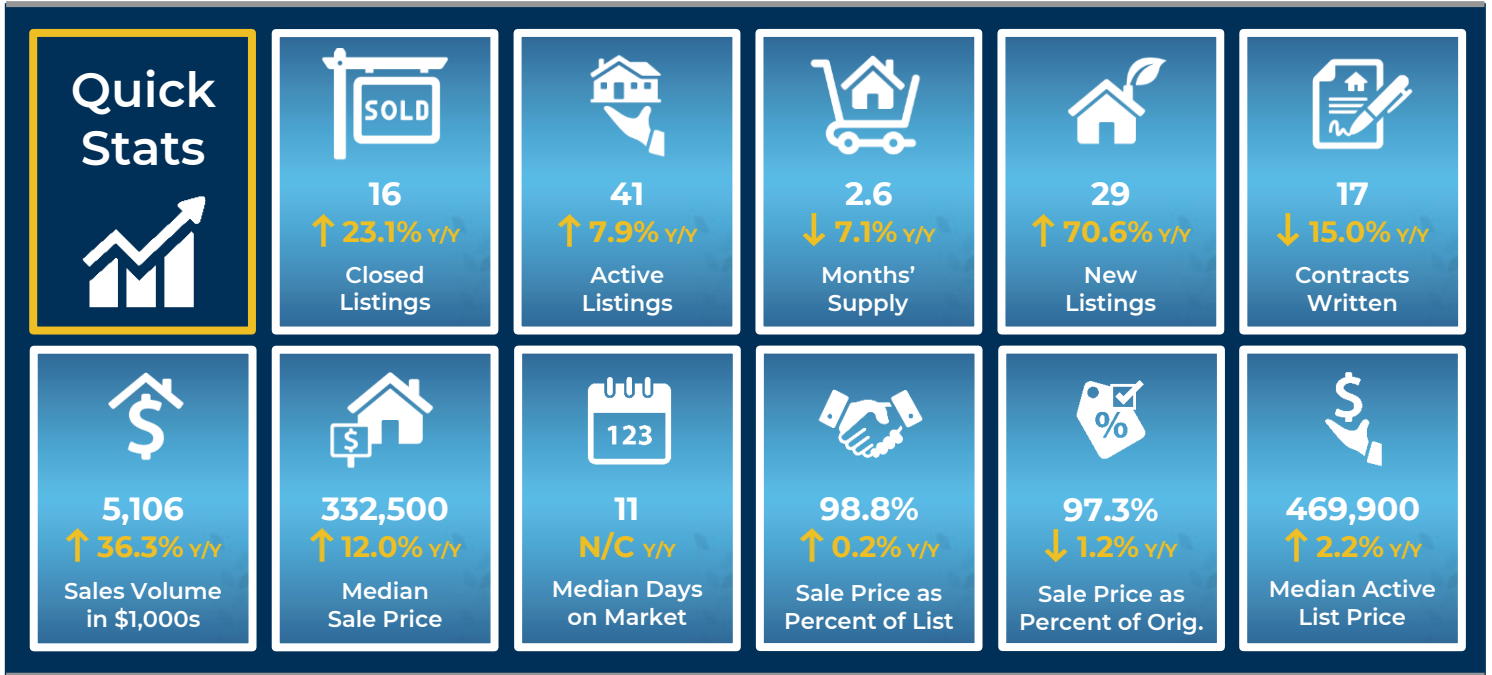 Quick
Stats
SOLD
16
↑ 23.1% Y/Y
Closed
Listings
41
↑ 7.9% Y/Y
Active
Listings
2.6
↓ 7.1% Y/Y
Months’
Supply
29
↑ 70.6% Y/Y
New
Listings
17
↓ 15.0% Y/Y
Contracts
Written
$
5,106
↑ 36.3% Y/Y
Sales Volume
in $1,000s
$
332,500
↑ 12.0% Y/Y
Median
Sale Price
123
11
N/C Y/Y
Median Days
on Market
98.8%
↑ 0.2% Y/Y
Sale Price as
Percent of List
%
97.3%
↓ 1.2% Y/Y
Sale Price as
Percent of Orig.
$
469,900
↑ 2.2% Y/Y
Median Active
List Price